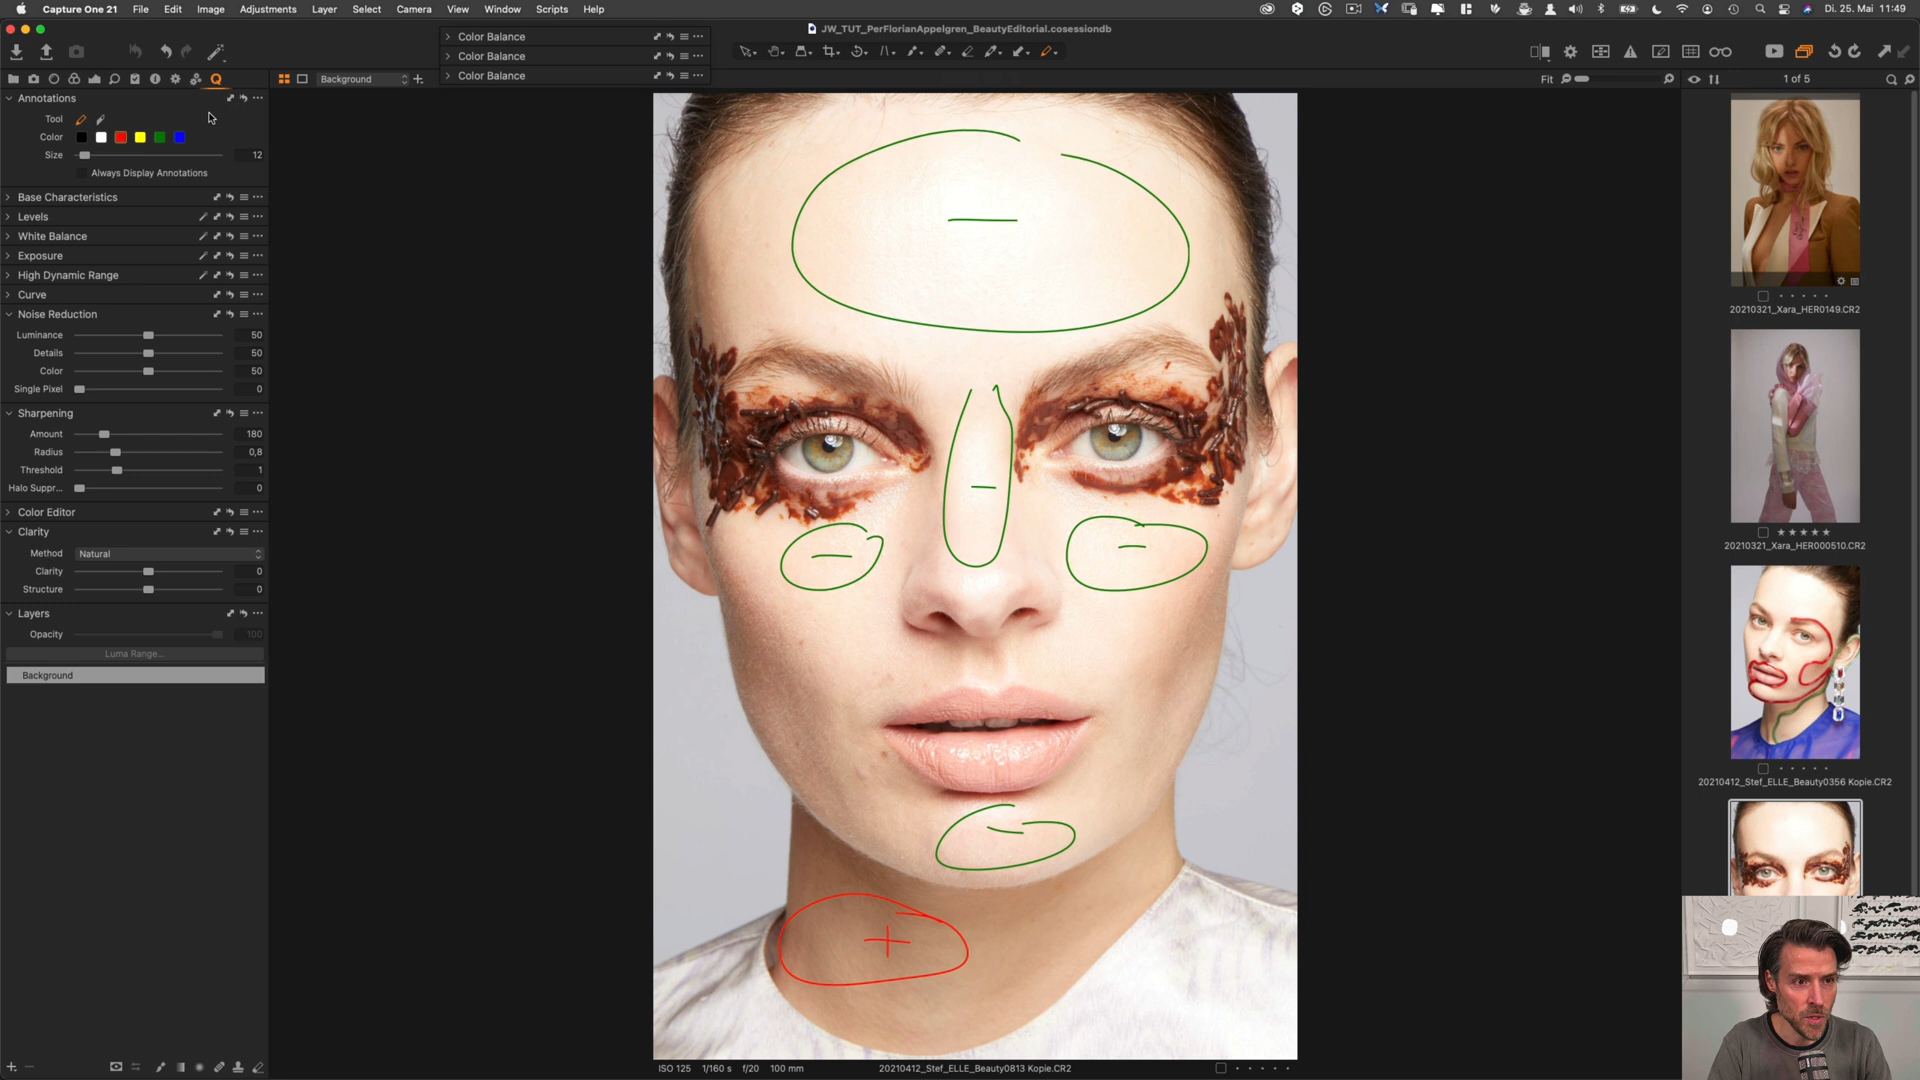 Capture One 21 File Edit View Image Adjustments Layer Select Camera View Window Scripts Help
Di. 25. Mai 11:49
JW_TUT_PerFlorianAppelgren_BeautyEditorial.cosessiondb
Color Balance
Color Balance
Color Balance
Background
Fit
1 of 5
Annotations
Tool
Color
Size 12
Always Display Annotations
Base Characteristics
Levels
White Balance
Exposure
High Dynamic Range
Curve
Noise Reduction
Luminance 50
Details 50
Color 50
Single Pixel 0
Sharpening
Amount 180
Radius 0,8
Threshold 1
Halo Suppr... 0
Color Editor
Clarity
Method Natural
Clarity 0
Structure 0
Layers
Opacity 100
Luma Range...
Background
20210321_Xara_HER0149.CR2
20210321_Xara_HER000510.CR2
20210412_Stef_ELLE_Beauty0356 Kopie.CR2
ISO 125 1/160 s f/20 100 mm
20210412_Stef_ELLE_Beauty0813 Kopie.CR2